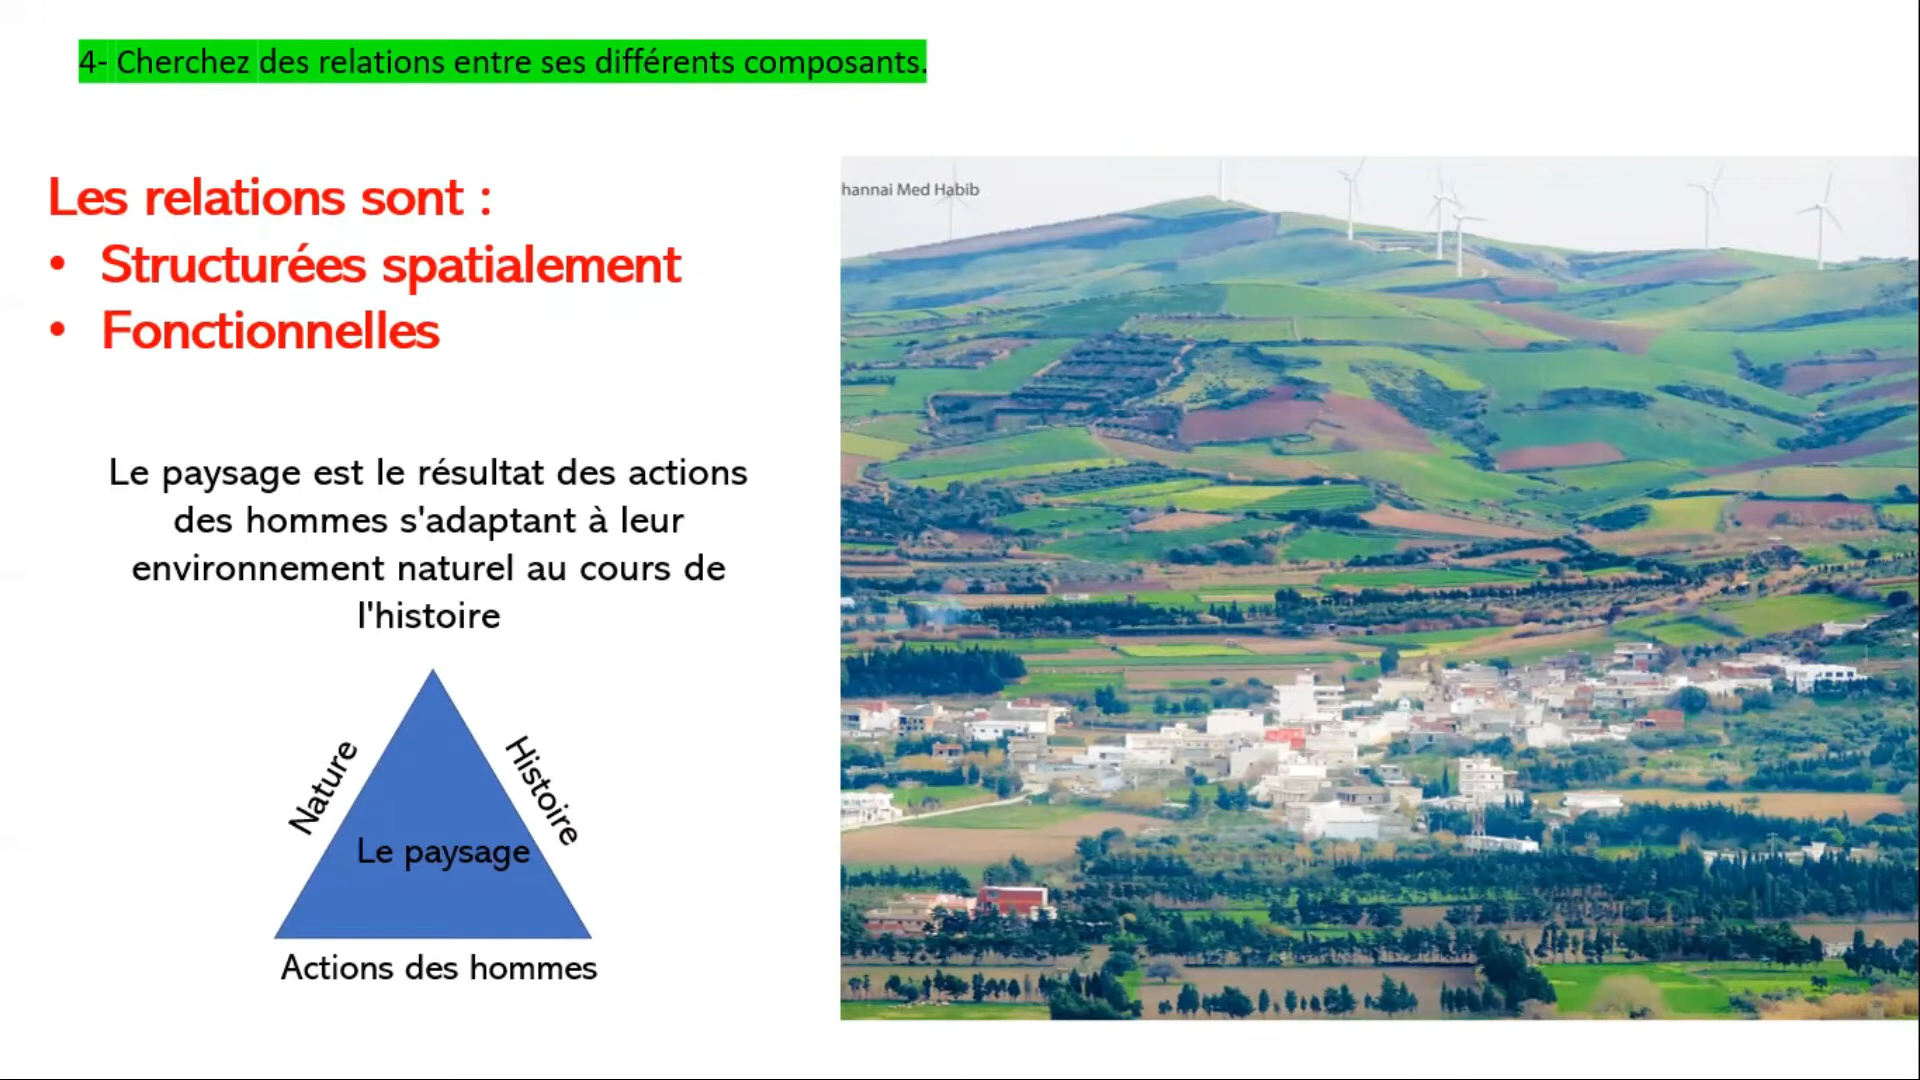 4- Cherchez des relations entre ses différents composants.
Les relations sont :
• Structurées spatialement
• Fonctionnelles
Le paysage est le résultat des actions
des hommes s'adaptant à leur
environnement naturel au cours de
l'histoire
Nature
Histoire
Le paysage
Actions des hommes
hannai Med Habib